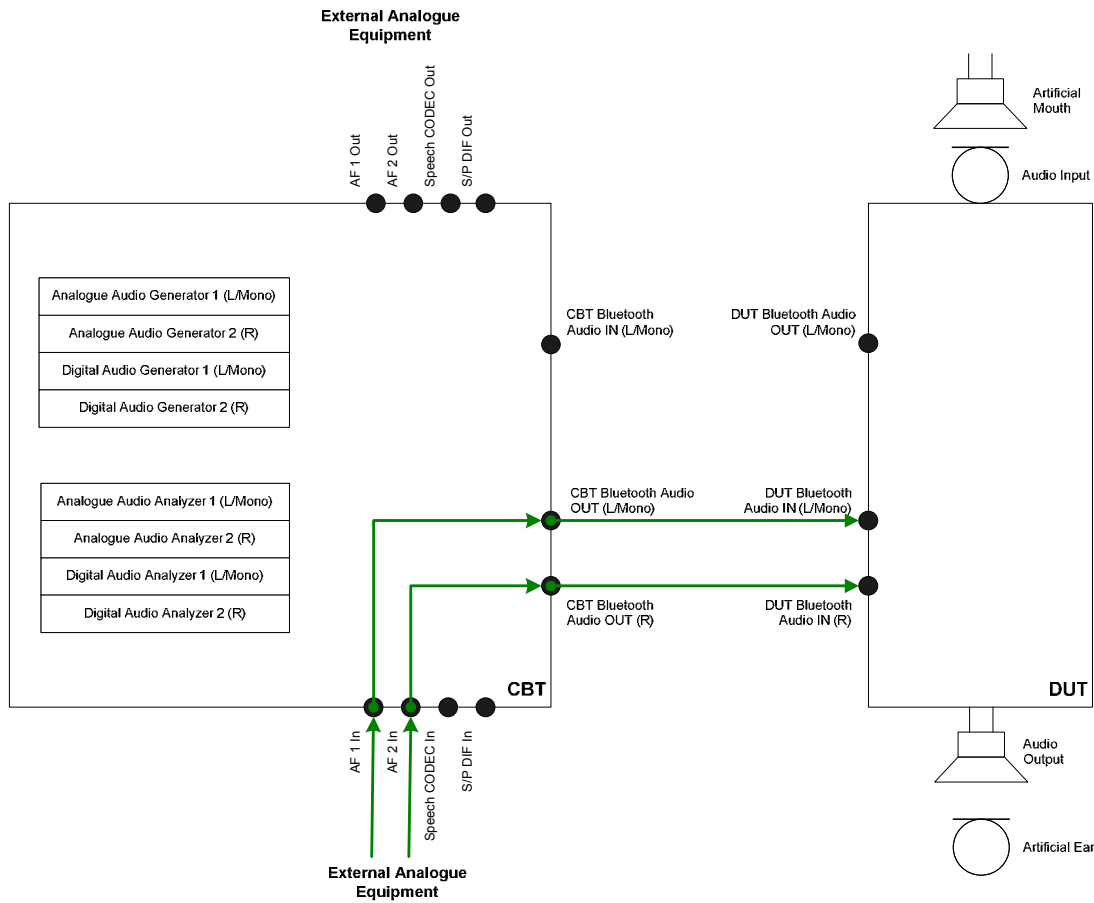 External Analogue
Equipment
AF 1 Out
AF 2 Out
Speech CODEC Out
S/P DIF Out
Artificial
Mouth
Audio Input
Analogue Audio Generator 1 (L/Mono)
Analogue Audio Generator 2 (R)
Digital Audio Generator 1 (L/Mono)
Digital Audio Generator 2 (R)
CBT Bluetooth
Audio IN (L/Mono)
DUT Bluetooth Audio
OUT (L/Mono)
Analogue Audio Analyzer 1 (L/Mono)
Analogue Audio Analyzer 2 (R)
Digital Audio Analyzer 1 (L/Mono)
Digital Audio Analyzer 2 (R)
CBT Bluetooth Audio
OUT (L/Mono)
DUT Bluetooth
Audio IN (L/Mono)
CBT Bluetooth
Audio OUT (R)
DUT Bluetooth
Audio IN (R)
CBT
DUT
AF 1 In
AF 2 In
Speech CODEC In
S/P DIF In
Audio
Output
Artificial Ear
External Analogue
Equipment